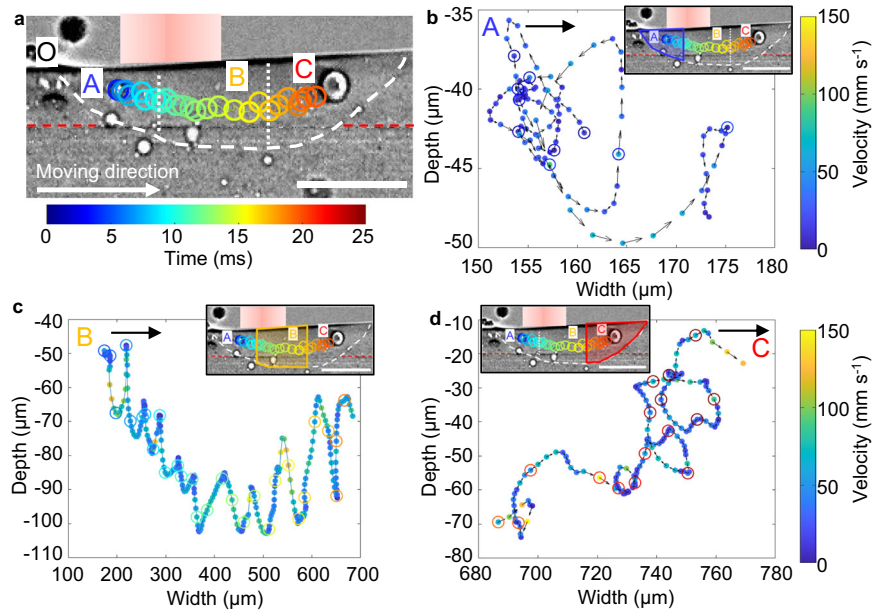 a
O
A
B
C
Moving direction
0 5 10 15 20 25
Time (ms)
b
A
A
B
C
Depth (µm)
-35
-40
-45
-50
150 155 160 165 170 175 180
Width (µm)
150
100
50
0
Velocity (mm s⁻¹)
c
B
A
B
C
Depth (µm)
-40
-50
-60
-70
-80
-90
-100
-110
100 200 300 400 500 600 700
Width (µm)
d
C
A
B
C
Depth (µm)
-10
-20
-30
-40
-50
-60
-70
-80
680 700 720 740 760 780
Width (µm)
150
100
50
0
Velocity (mm s⁻¹)